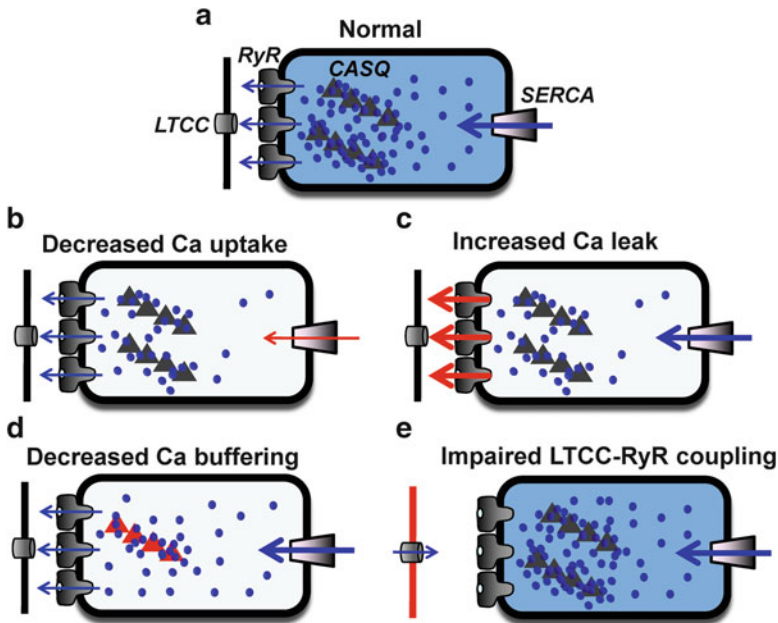 a
Normal
RyR
CASQ
SERCA
LTCC
b
Decreased Ca uptake
c
Increased Ca leak
d
Decreased Ca buffering
e
Impaired LTCC-RyR coupling